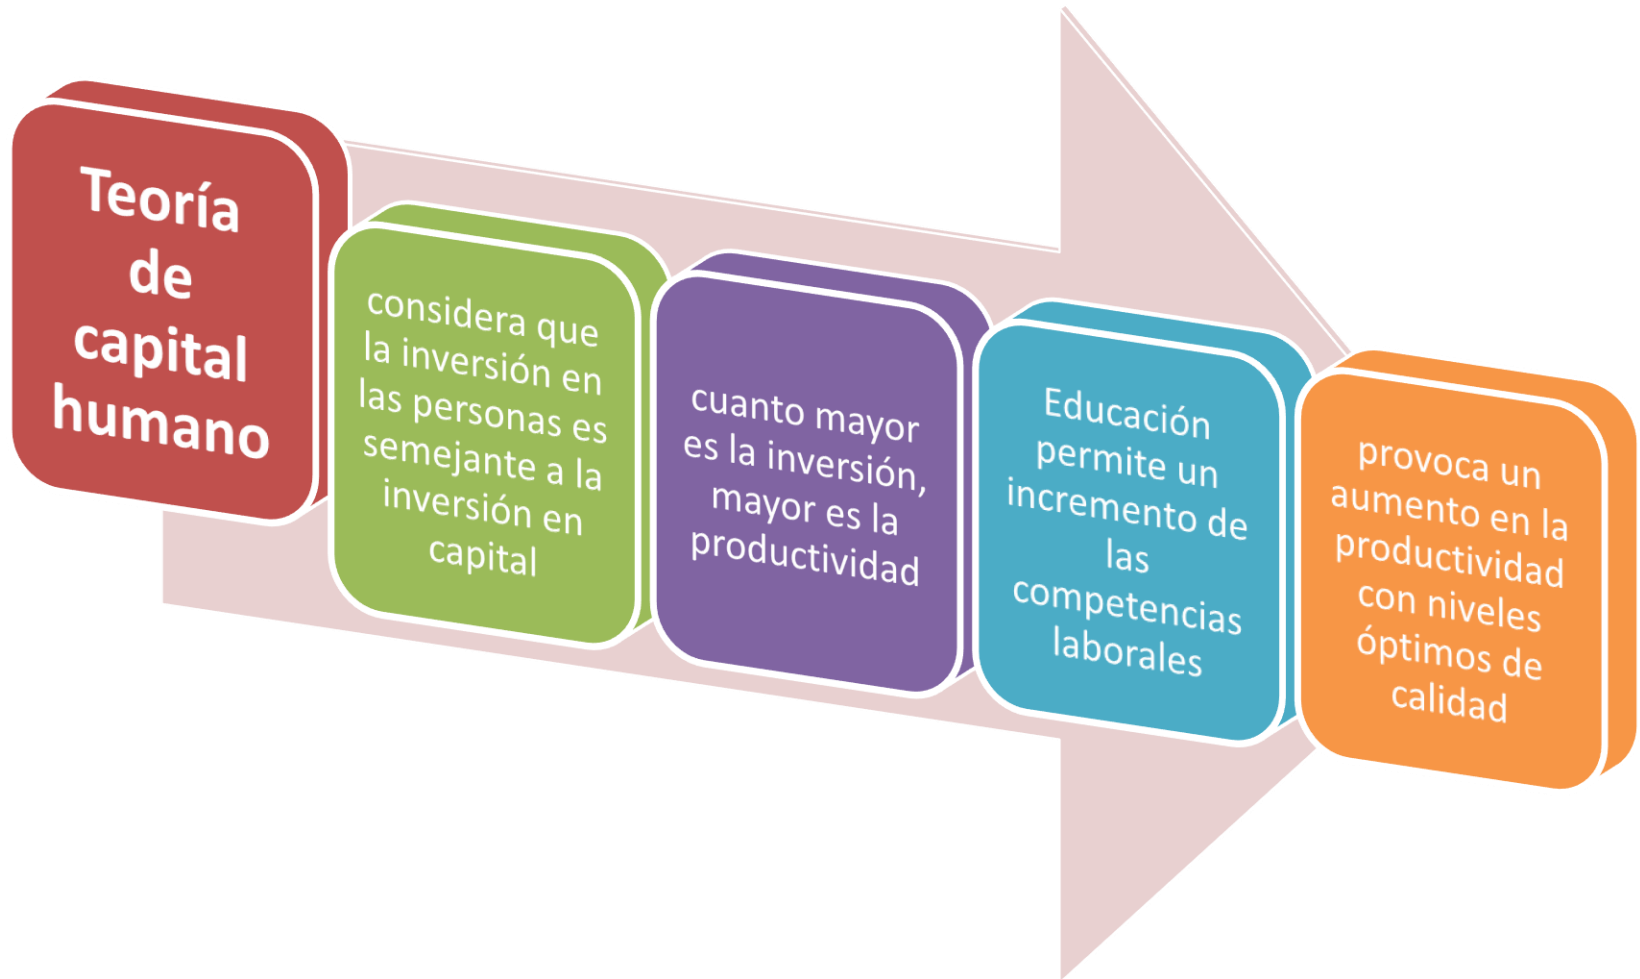 Teoría
de
capital
humano
considera que
la inversión en
las personas es
semejante a la
inversión en
capital
cuanto mayor
es la inversión,
mayor es la
productividad
Educación
permite un
incremento de
las
competencias
laborales
provoca un
aumento en la
productividad
con niveles
óptimos de
calidad